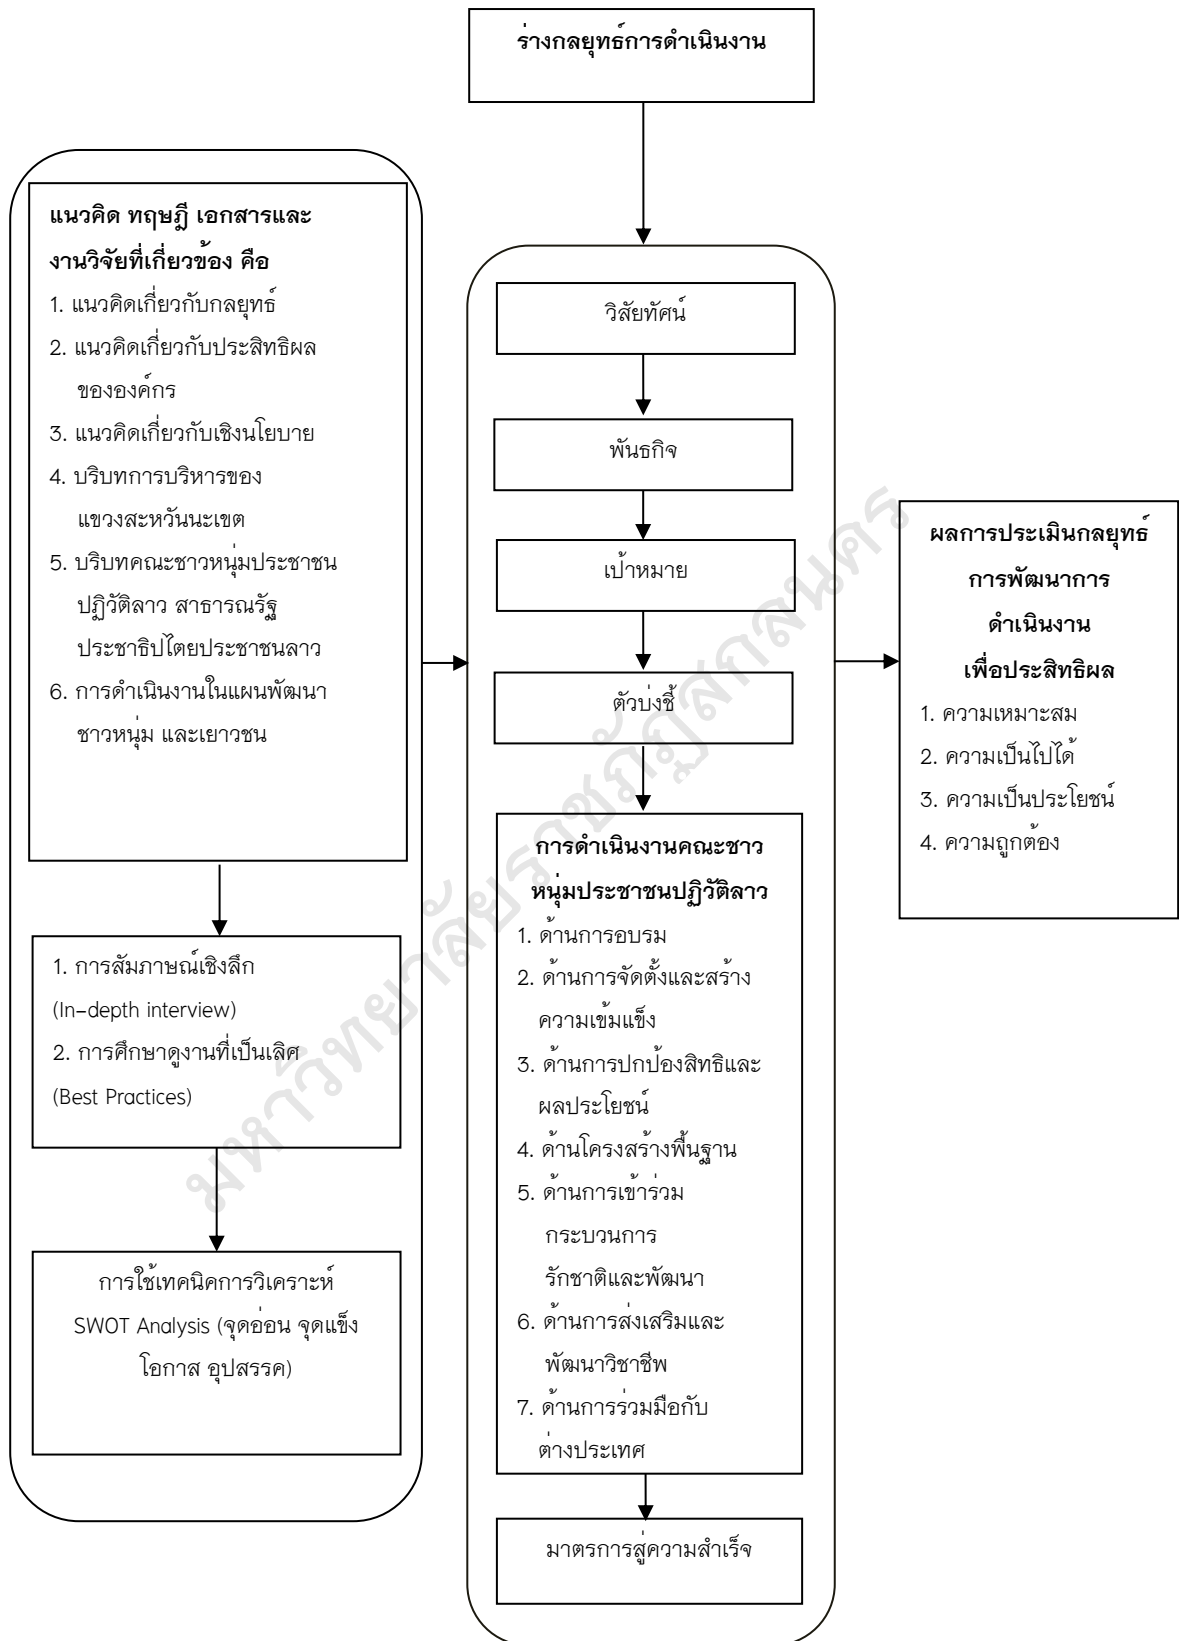 ร่างกลยุทธ์การดำเนินงาน
แนวคิด ทฤษฎี เอกสารและ
งานวิจัยที่เกี่ยวข้อง คือ
1. แนวคิดเกี่ยวกับกลยุทธ์
2. แนวคิดเกี่ยวกับประสิทธิผล
ขององค์กร
3. แนวคิดเกี่ยวกับเชิงนโยบาย
4. บริบทการบริหารของ
แขวงสะหวันนะเขต
5. บริบทคณะชาวหนุ่มประชาชน
ปฏิวัติลาว สาธารณรัฐ
ประชาธิปไตยประชาชนลาว
6. การดำเนินงานในแผนพัฒนา
ชาวหนุ่ม และเยาวชน
1. การสัมภาษณ์เชิงลึก
(In-depth interview)
2. การศึกษาดูงานที่เป็นเลิศ
(Best Practices)
การใช้เทคนิคการวิเคราะห์
SWOT Analysis (จุดอ่อน จุดแข็ง
โอกาส อุปสรรค)
วิสัยทัศน์
พันธกิจ
เป้าหมาย
ตัวบ่งชี้
การดำเนินงานคณะชาว
หนุ่มประชาชนปฏิวัติลาว
1. ด้านการอบรม
2. ด้านการจัดตั้งและสร้าง
ความเข้มแข็ง
3. ด้านการปกป้องสิทธิและ
ผลประโยชน์
4. ด้านโครงสร้างพื้นฐาน
5. ด้านการเข้าร่วม
กระบวนการ
รักชาติและพัฒนา
6. ด้านการส่งเสริมและ
พัฒนาวิชาชีพ
7. ด้านการร่วมมือกับ
ต่างประเทศ
มาตรการสู่ความสำเร็จ
ผลการประเมินกลยุทธ์
การพัฒนาการ
ดำเนินงาน
เพื่อประสิทธิผล
1. ความเหมาะสม
2. ความเป็นไปได้
3. ความเป็นประโยชน์
4. ความถูกต้อง
มหาวิทยาลัยราชภัฏสกลนคร